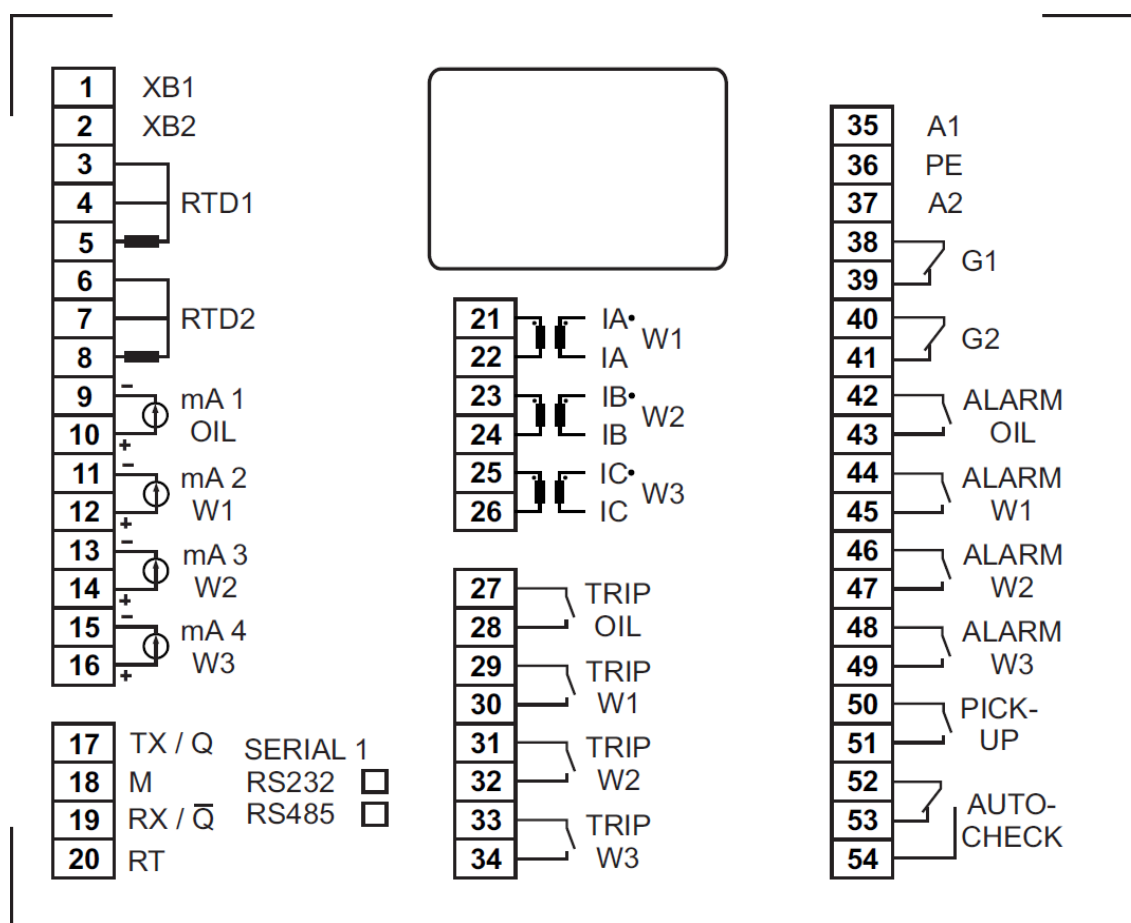 1 XB1
2 XB2
3
4 RTD1
5
6
7 RTD2
8
9 − mA 1
10 + OIL
11 − mA 2
12 + W1
13 − mA 3
14 + W2
15 − mA 4
16 + W3
17 TX / Q SERIAL 1
18 M RS232
19 RX / Q̅ RS485
20 RT
21 IA• W1
22 IA
23 IB• W2
24 IB
25 IC• W3
26 IC
27 TRIP
28 OIL
29 TRIP
30 W1
31 TRIP
32 W2
33 TRIP
34 W3
35 A1
36 PE
37 A2
38 G1
39
40 G2
41
42 ALARM
43 OIL
44 ALARM
45 W1
46 ALARM
47 W2
48 ALARM
49 W3
50 PICK-
51 UP
52
53 AUTO-
54 CHECK